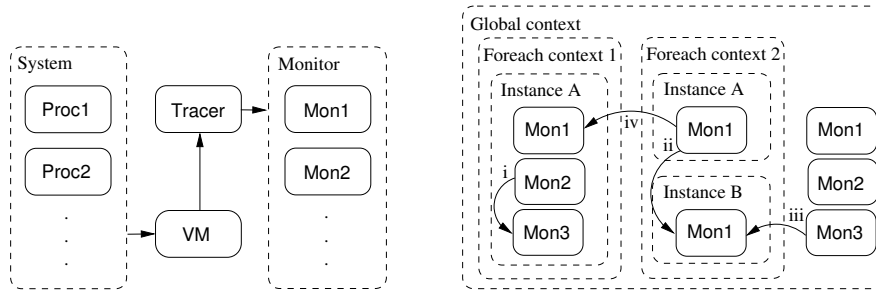 System
Proc1
Proc2
.
.
.
Tracer
VM
Monitor
Mon1
Mon2
.
.
.
Global context
Foreach context 1
Instance A
Mon1
Mon2
Mon3
i
Foreach context 2
Instance A
Mon1
iv
ii
Instance B
Mon1
iii
Mon1
Mon2
Mon3